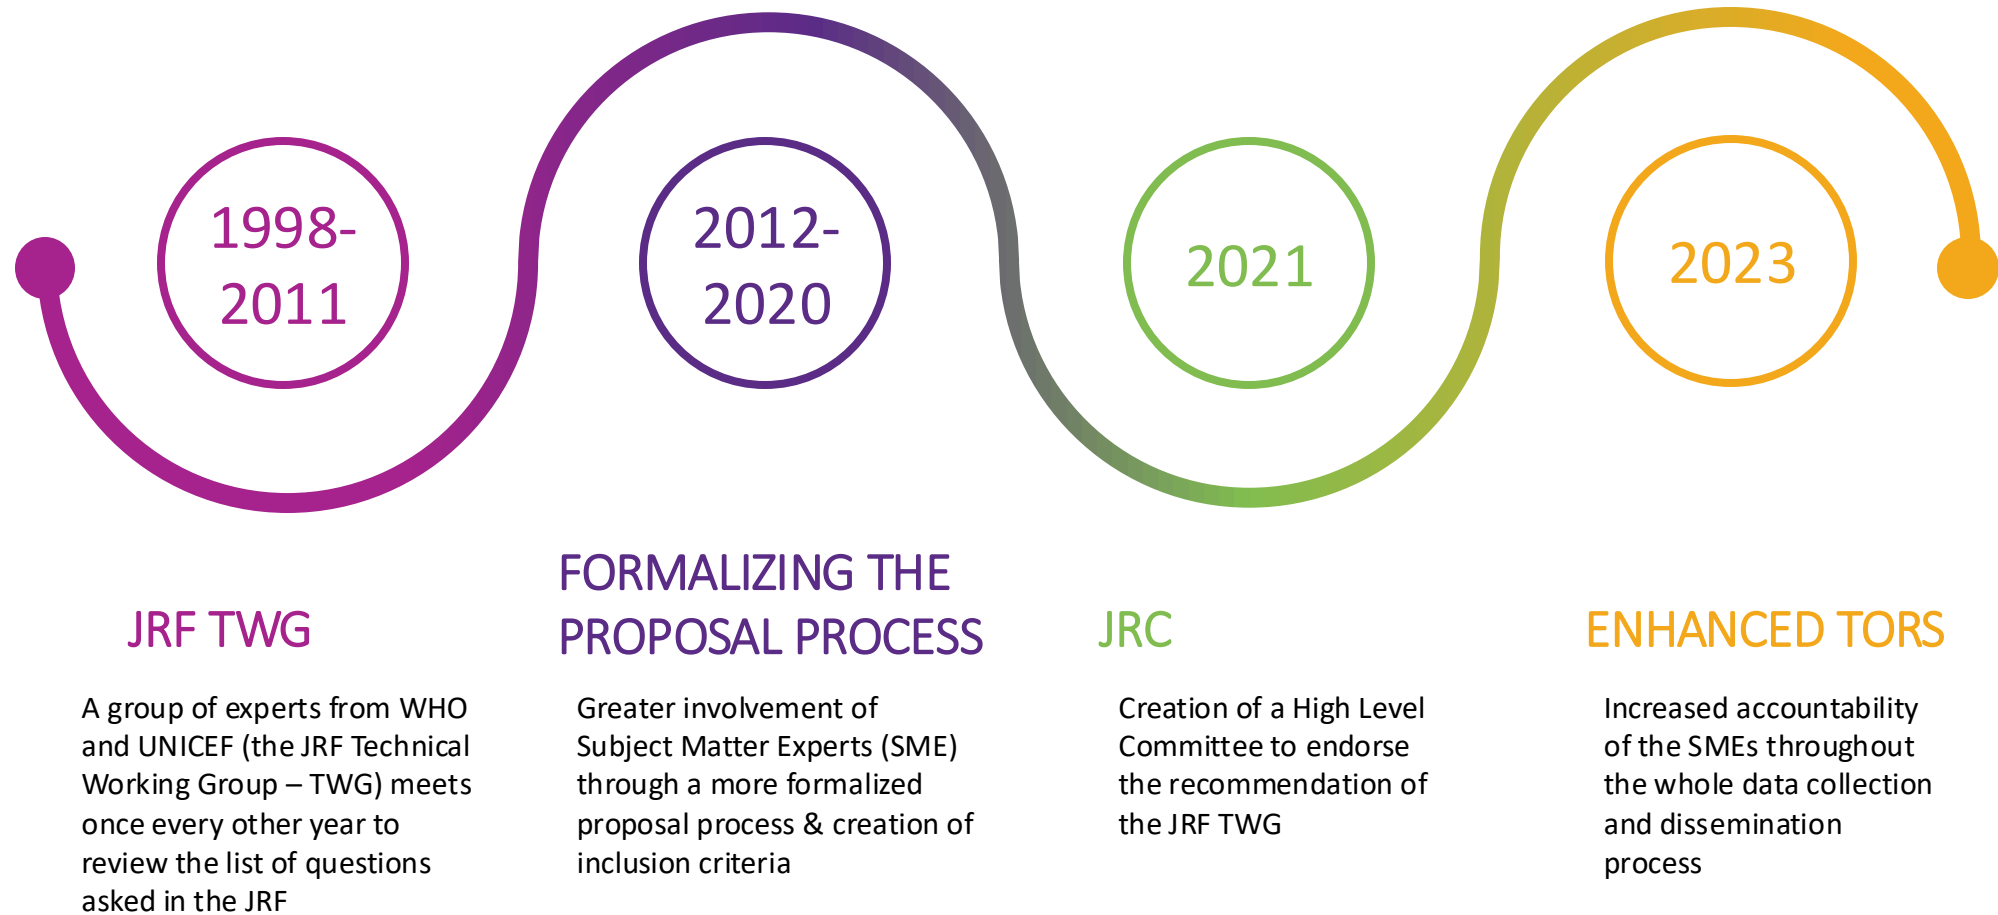 1998-
2011
2012-
2020
2021
2023
JRF TWG
A group of experts from WHO
and UNICEF (the JRF Technical
Working Group – TWG) meets
once every other year to
review the list of questions
asked in the JRF
FORMALIZING THE
PROPOSAL PROCESS
Greater involvement of
Subject Matter Experts (SME)
through a more formalized
proposal process & creation of
inclusion criteria
JRC
Creation of a High Level
Committee to endorse
the recommendation of
the JRF TWG
ENHANCED TORS
Increased accountability
of the SMEs throughout
the whole data collection
and dissemination
process